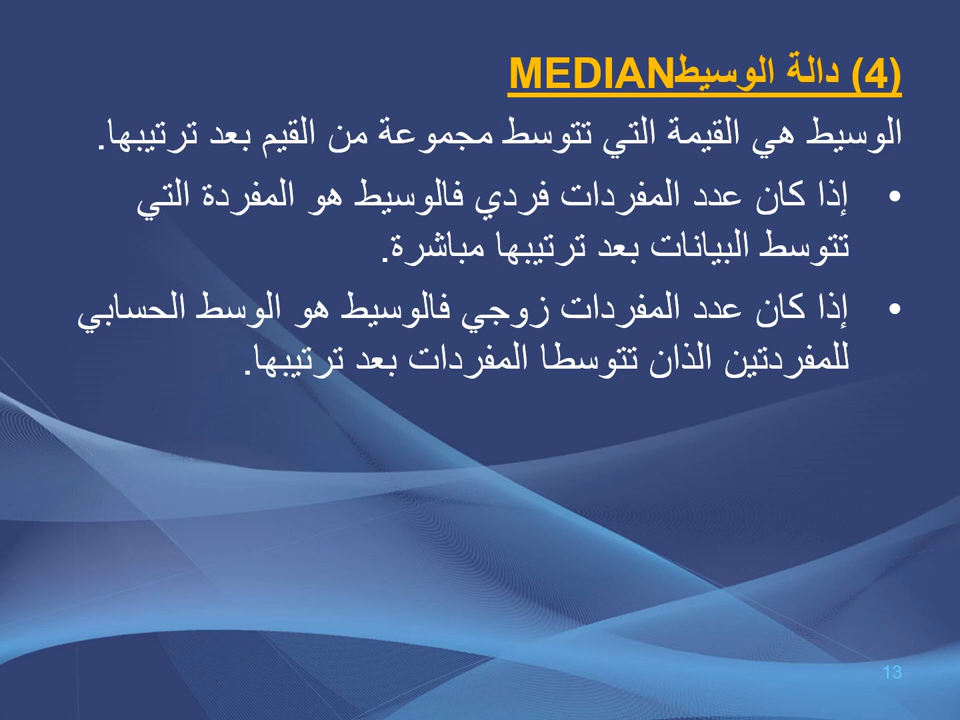 (4) دالة الوسيطMEDIAN
الوسيط هي القيمة التي تتوسط مجموعة من القيم بعد ترتيبها.
• إذا كان عدد المفردات فردي فالوسيط هو المفردة التي
تتوسط البيانات بعد ترتيبها مباشرة.
• إذا كان عدد المفردات زوجي فالوسيط هو الوسط الحسابي
للمفردتين الذان تتوسطا المفردات بعد ترتيبها.
13